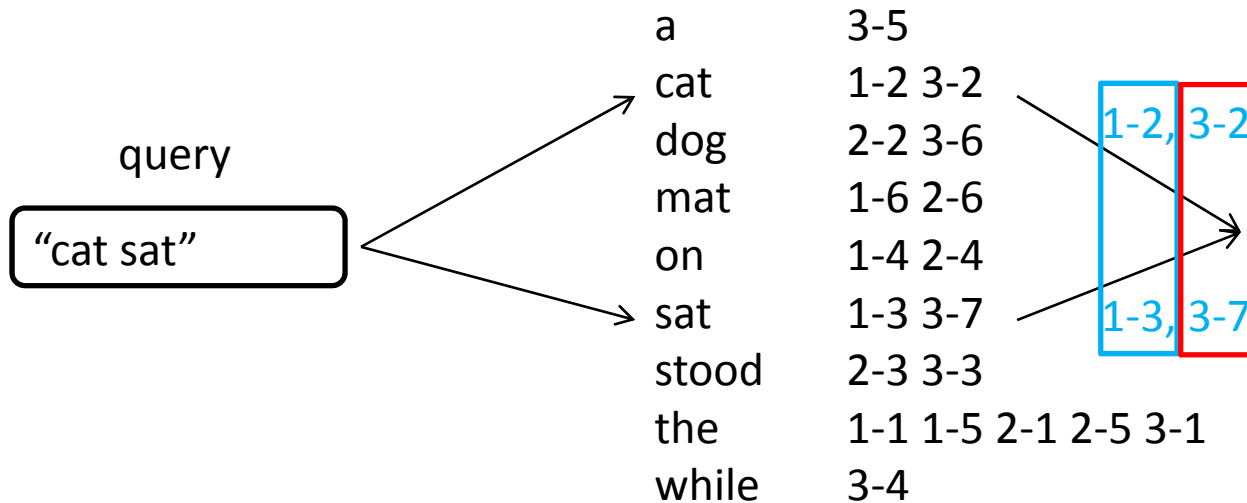 query
“cat sat”
a 3-5
cat 1-2 3-2
dog 2-2 3-6
mat 1-6 2-6
on 1-4 2-4
sat 1-3 3-7
stood 2-3 3-3
the 1-1 1-5 2-1 2-5 3-1
while 3-4
1-2, 3-2
1-3, 3-7